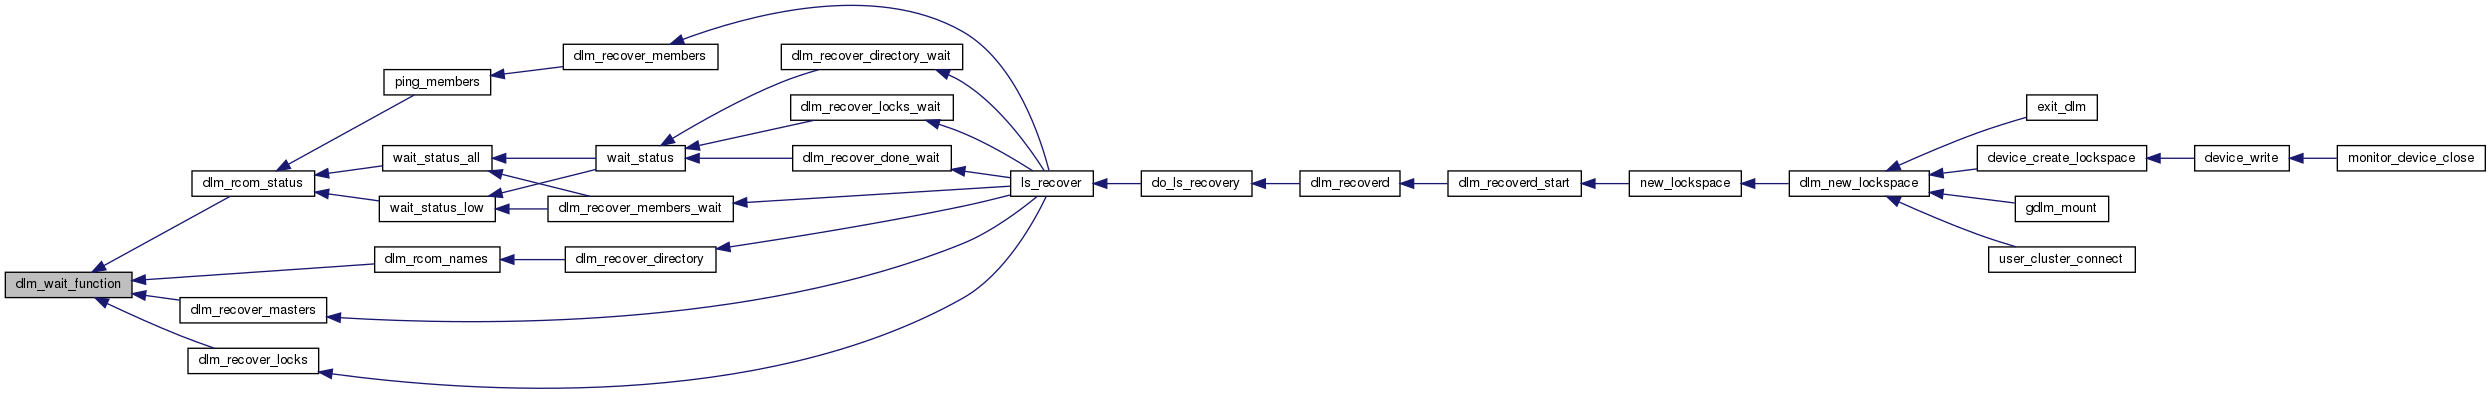 dlm_wait_function
dlm_rcom_status
dlm_rcom_names
dlm_recover_masters
dlm_recover_locks
ping_members
wait_status_all
wait_status_low
dlm_recover_members
wait_status
dlm_recover_members_wait
dlm_recover_directory
dlm_recover_directory_wait
dlm_recover_locks_wait
dlm_recover_done_wait
ls_recover
do_ls_recovery
dlm_recoverd
dlm_recoverd_start
new_lockspace
dlm_new_lockspace
exit_dlm
device_create_lockspace
gdlm_mount
user_cluster_connect
device_write
monitor_device_close